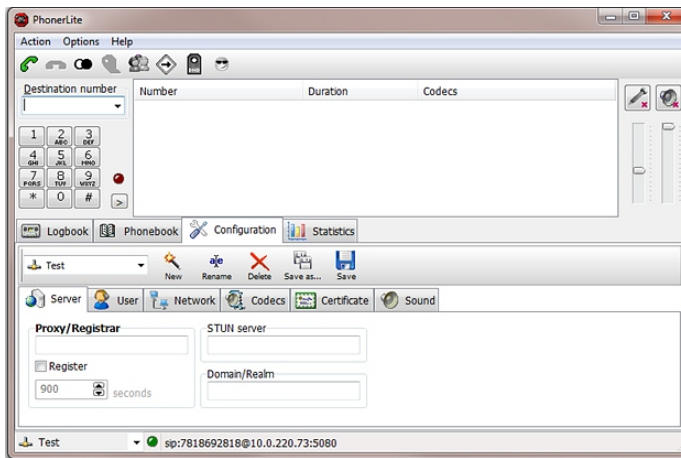 PhonerLite
Action Options Help
Destination number
Number Duration Codecs
1 2 ABC 3 DEF
4 GHI 5 JKL 6 MNO
7 PQRS 8 TUV 9 WXYZ
* 0 # >
Logbook Phonebook Configuration Statistics
Test
New Rename Delete Save as... Save
Server User Network Codecs Certificate Sound
Proxy/Registrar STUN server
Register
Domain/Realm
900 seconds
Test sip:7818692818@10.0.220.73:5080